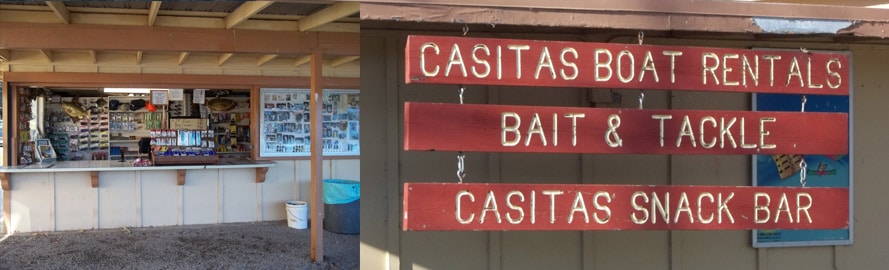 CASITAS BOAT RENTALS
BAIT & TACKLE
CASITAS SNACK BAR